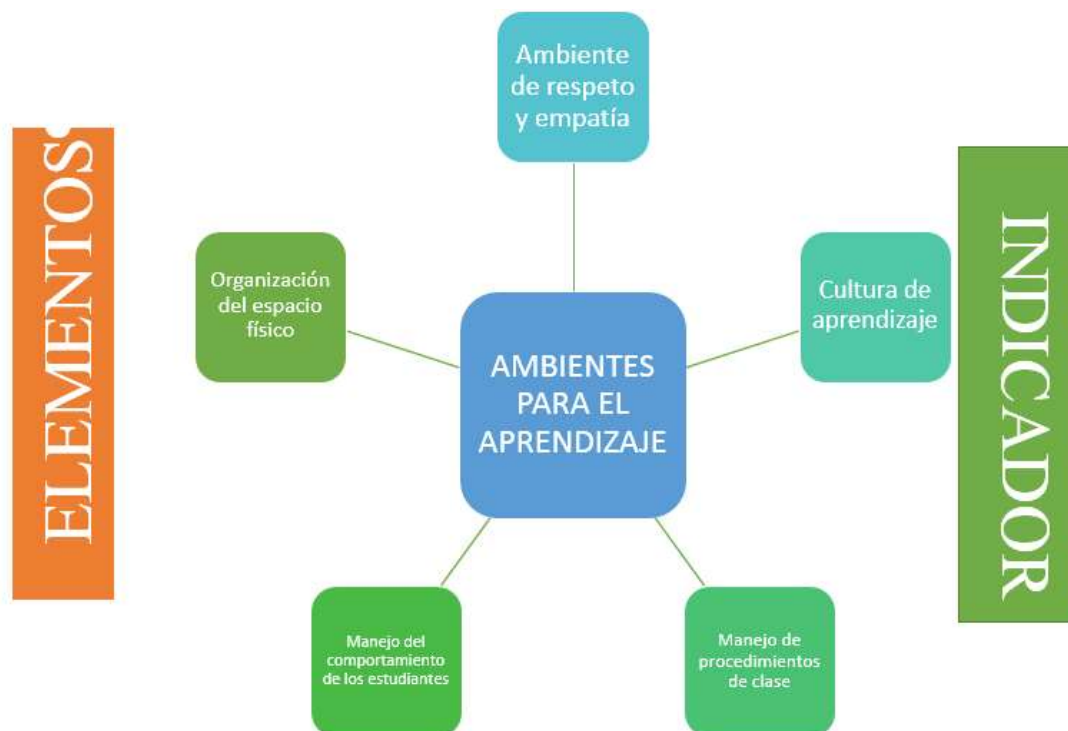 Ambiente
de respeto
y empatía
ELEMENTOS
INDICADOR
Organización
del espacio
físico
Cultura de
aprendizaje
AMBIENTES
PARA EL
APRENDIZAJE
Manejo del
comportamiento
de los estudiantes
Manejo de
procedimientos
de clase